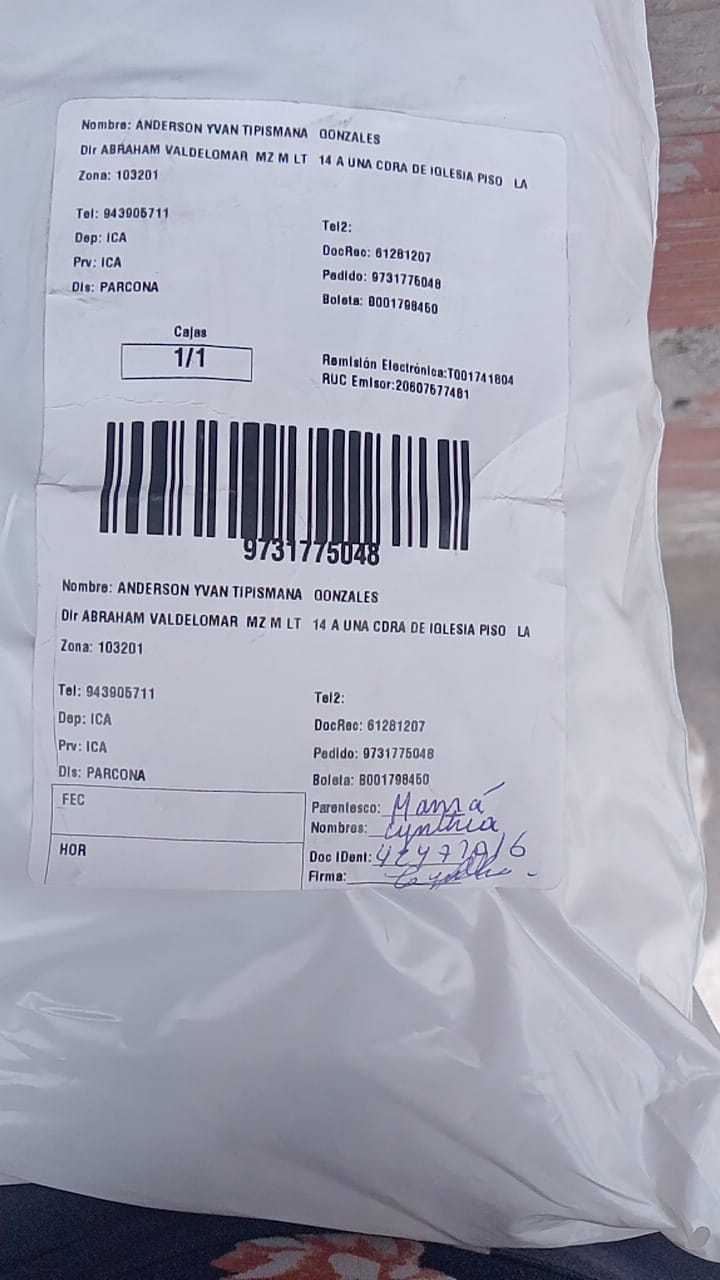 Nombre: ANDERSON YVAN TIPISMANA GONZALES
Dir ABRAHAM VALDELOMAR MZ M LT 14 A UNA CDRA DE IGLESIA PISO LA
Zona: 103201
Tel: 943905711
Tel2:
Dep: ICA
DocRec: 61281207
Prv: ICA
Pedido: 9731775048
Dis: PARCONA
Boleta: B001798450
Cajas
1/1
Remisión Electrónica:T001741604
RUC Emisor:20607577481
9731775048
Nombre: ANDERSON YVAN TIPISMANA GONZALES
Dir ABRAHAM VALDELOMAR MZ M LT 14 A UNA CDRA DE IGLESIA PISO LA
Zona: 103201
Tel: 943905711
Tel2:
Dep: ICA
DocRec: 61281207
Prv: ICA
Pedido: 9731775048
Dis: PARCONA
Boleta: B001798450
FEC
Parentesco: Mamá
Nombres: Cynthia
HOR
Doc IDent:
Firma: